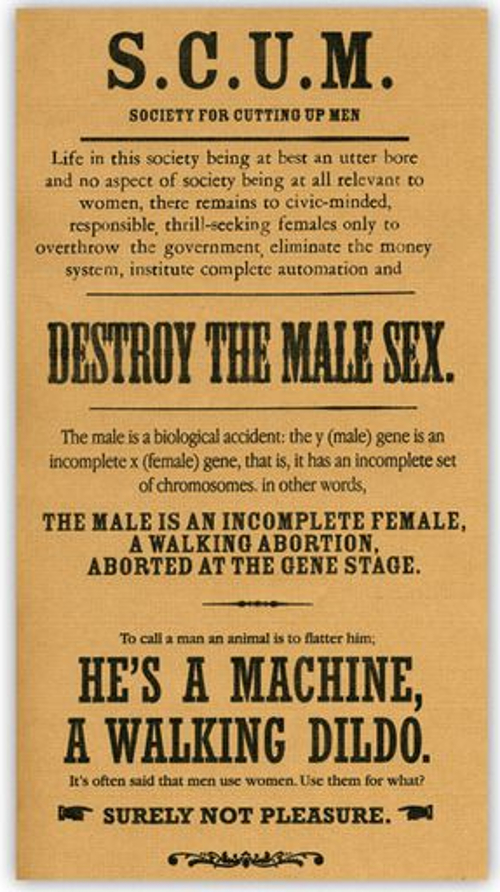 S.C.U.M.
SOCIETY FOR CUTTING UP MEN
Life in this society being at best an utter bore
and no aspect of society being at all relevant to
women, there remains to civic-minded,
responsible, thrill-seeking females only to
overthrow the government, eliminate the money
system, institute complete automation and
DESTROY THE MALE SEX.
The male is a biological accident: the y (male) gene is an
incomplete x (female) gene, that is, it has an incomplete set
of chromosomes. in other words,
THE MALE IS AN INCOMPLETE FEMALE,
A WALKING ABORTION,
ABORTED AT THE GENE STAGE.
To call a man an animal is to flatter him;
HE'S A MACHINE,
A WALKING DILDO.
It's often said that men use women. Use them for what?
SURELY NOT PLEASURE.